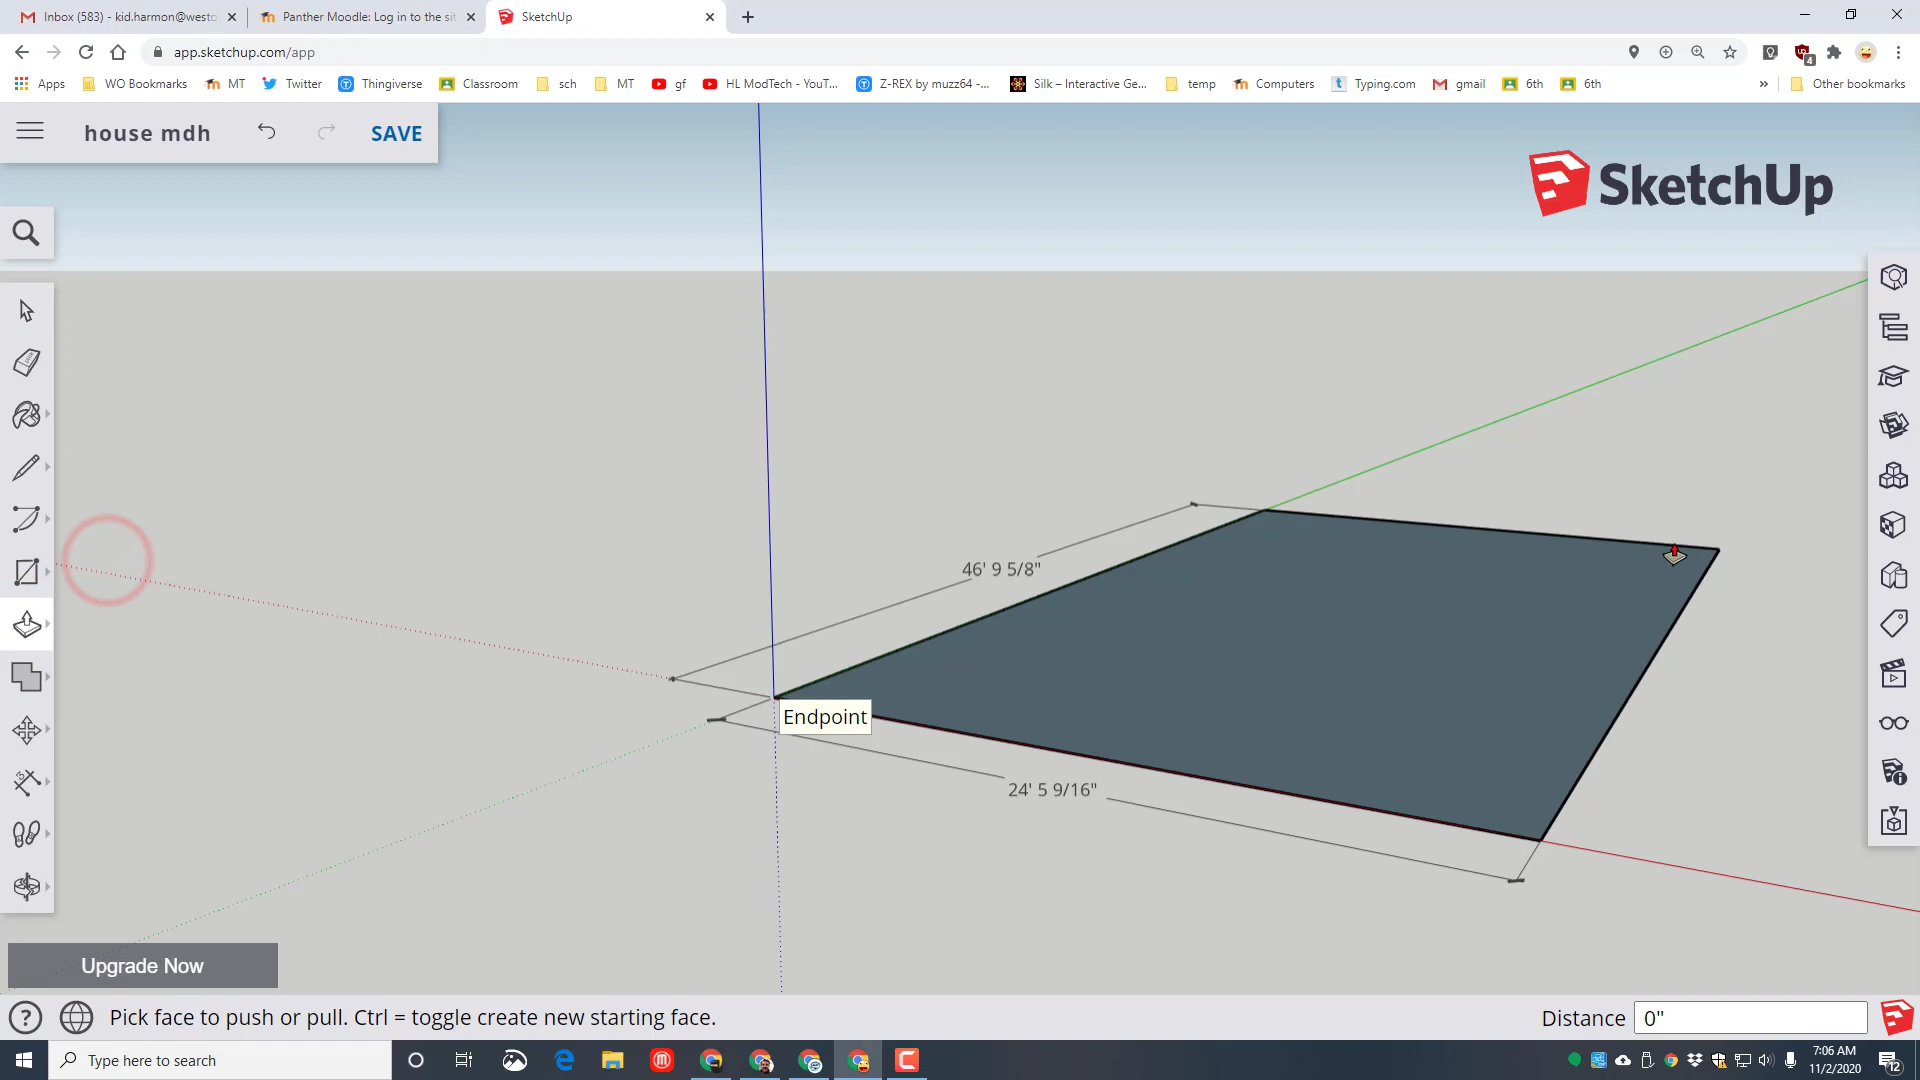 Inbox (583) - kid.harmon@westo
Panther Moodle: Log in to the sit
SketchUp
app.sketchup.com/app
4
Apps
WO Bookmarks
MT
Twitter
Thingiverse
Classroom
sch
MT
gf
HL ModTech - YouT...
Z-REX by muzz64 -...
Silk – Interactive Ge...
temp
Computers
Typing.com
gmail
6th
6th
»
Other bookmarks
house mdh
SAVE
SketchUp
46' 9 5/8"
Endpoint
24' 5 9/16"
Upgrade Now
Pick face to push or pull. Ctrl = toggle create new starting face.
Distance
0"
Type here to search
7:06 AM
11/2/2020
12